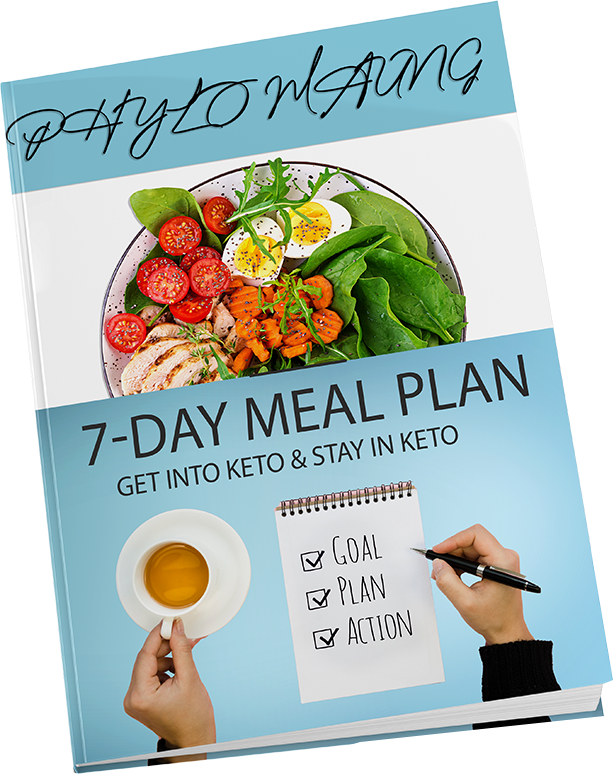 PHYLO MAUNG
7-DAY MEAL PLAN
GET INTO KETO & STAY IN KETO
GOAL
PLAN
ACTION